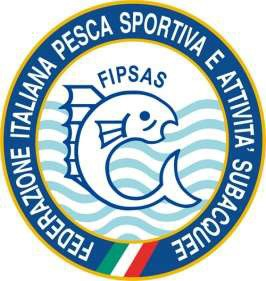 FEDERAZIONE ITALIANA PESCA SPORTIVA E ATTIVITA' SUBACQUEE
FIPSAS